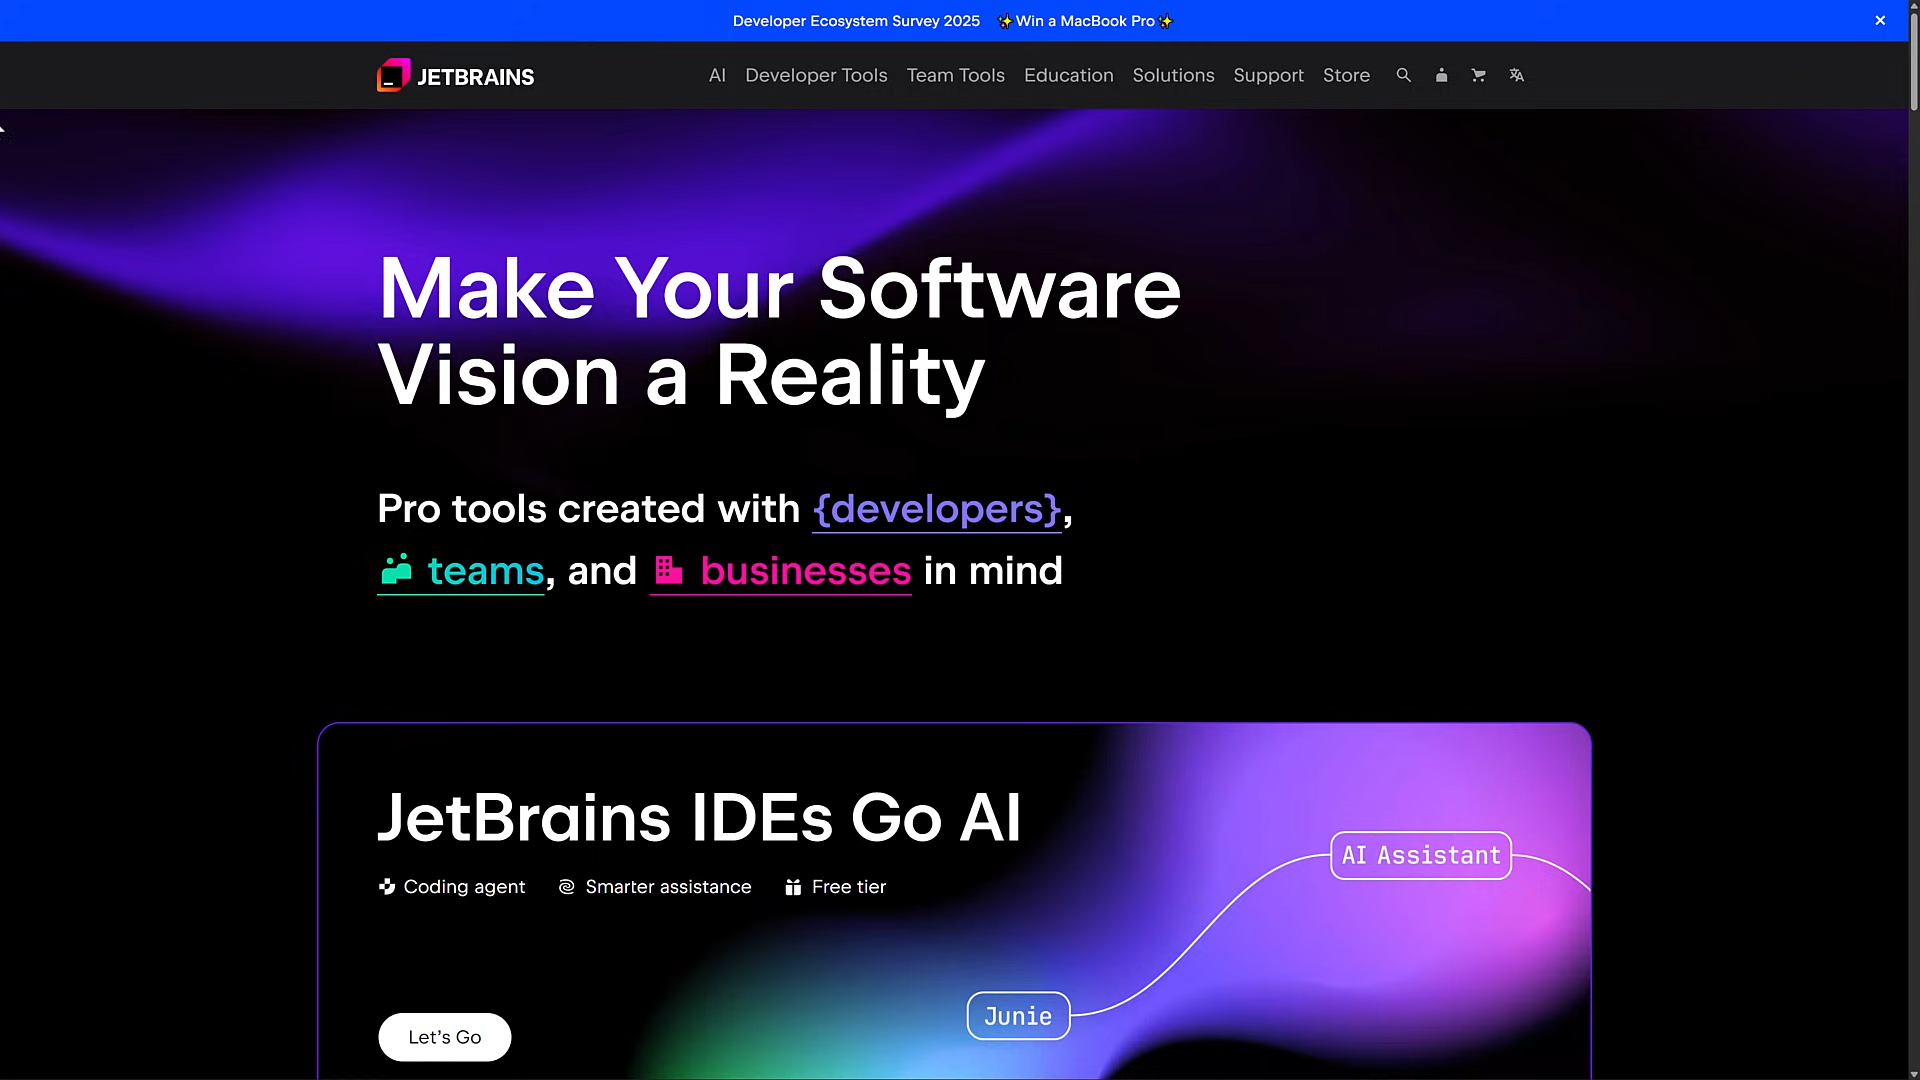 Developer Ecosystem Survey 2025 ✨Win a MacBook Pro✨
JETBRAINS
AI Developer Tools Team Tools Education Solutions Support Store
Make Your Software
Vision a Reality
Pro tools created with {developers},
teams, and businesses in mind
JetBrains IDEs Go AI
Coding agent Smarter assistance Free tier
AI Assistant
Junie
Let’s Go